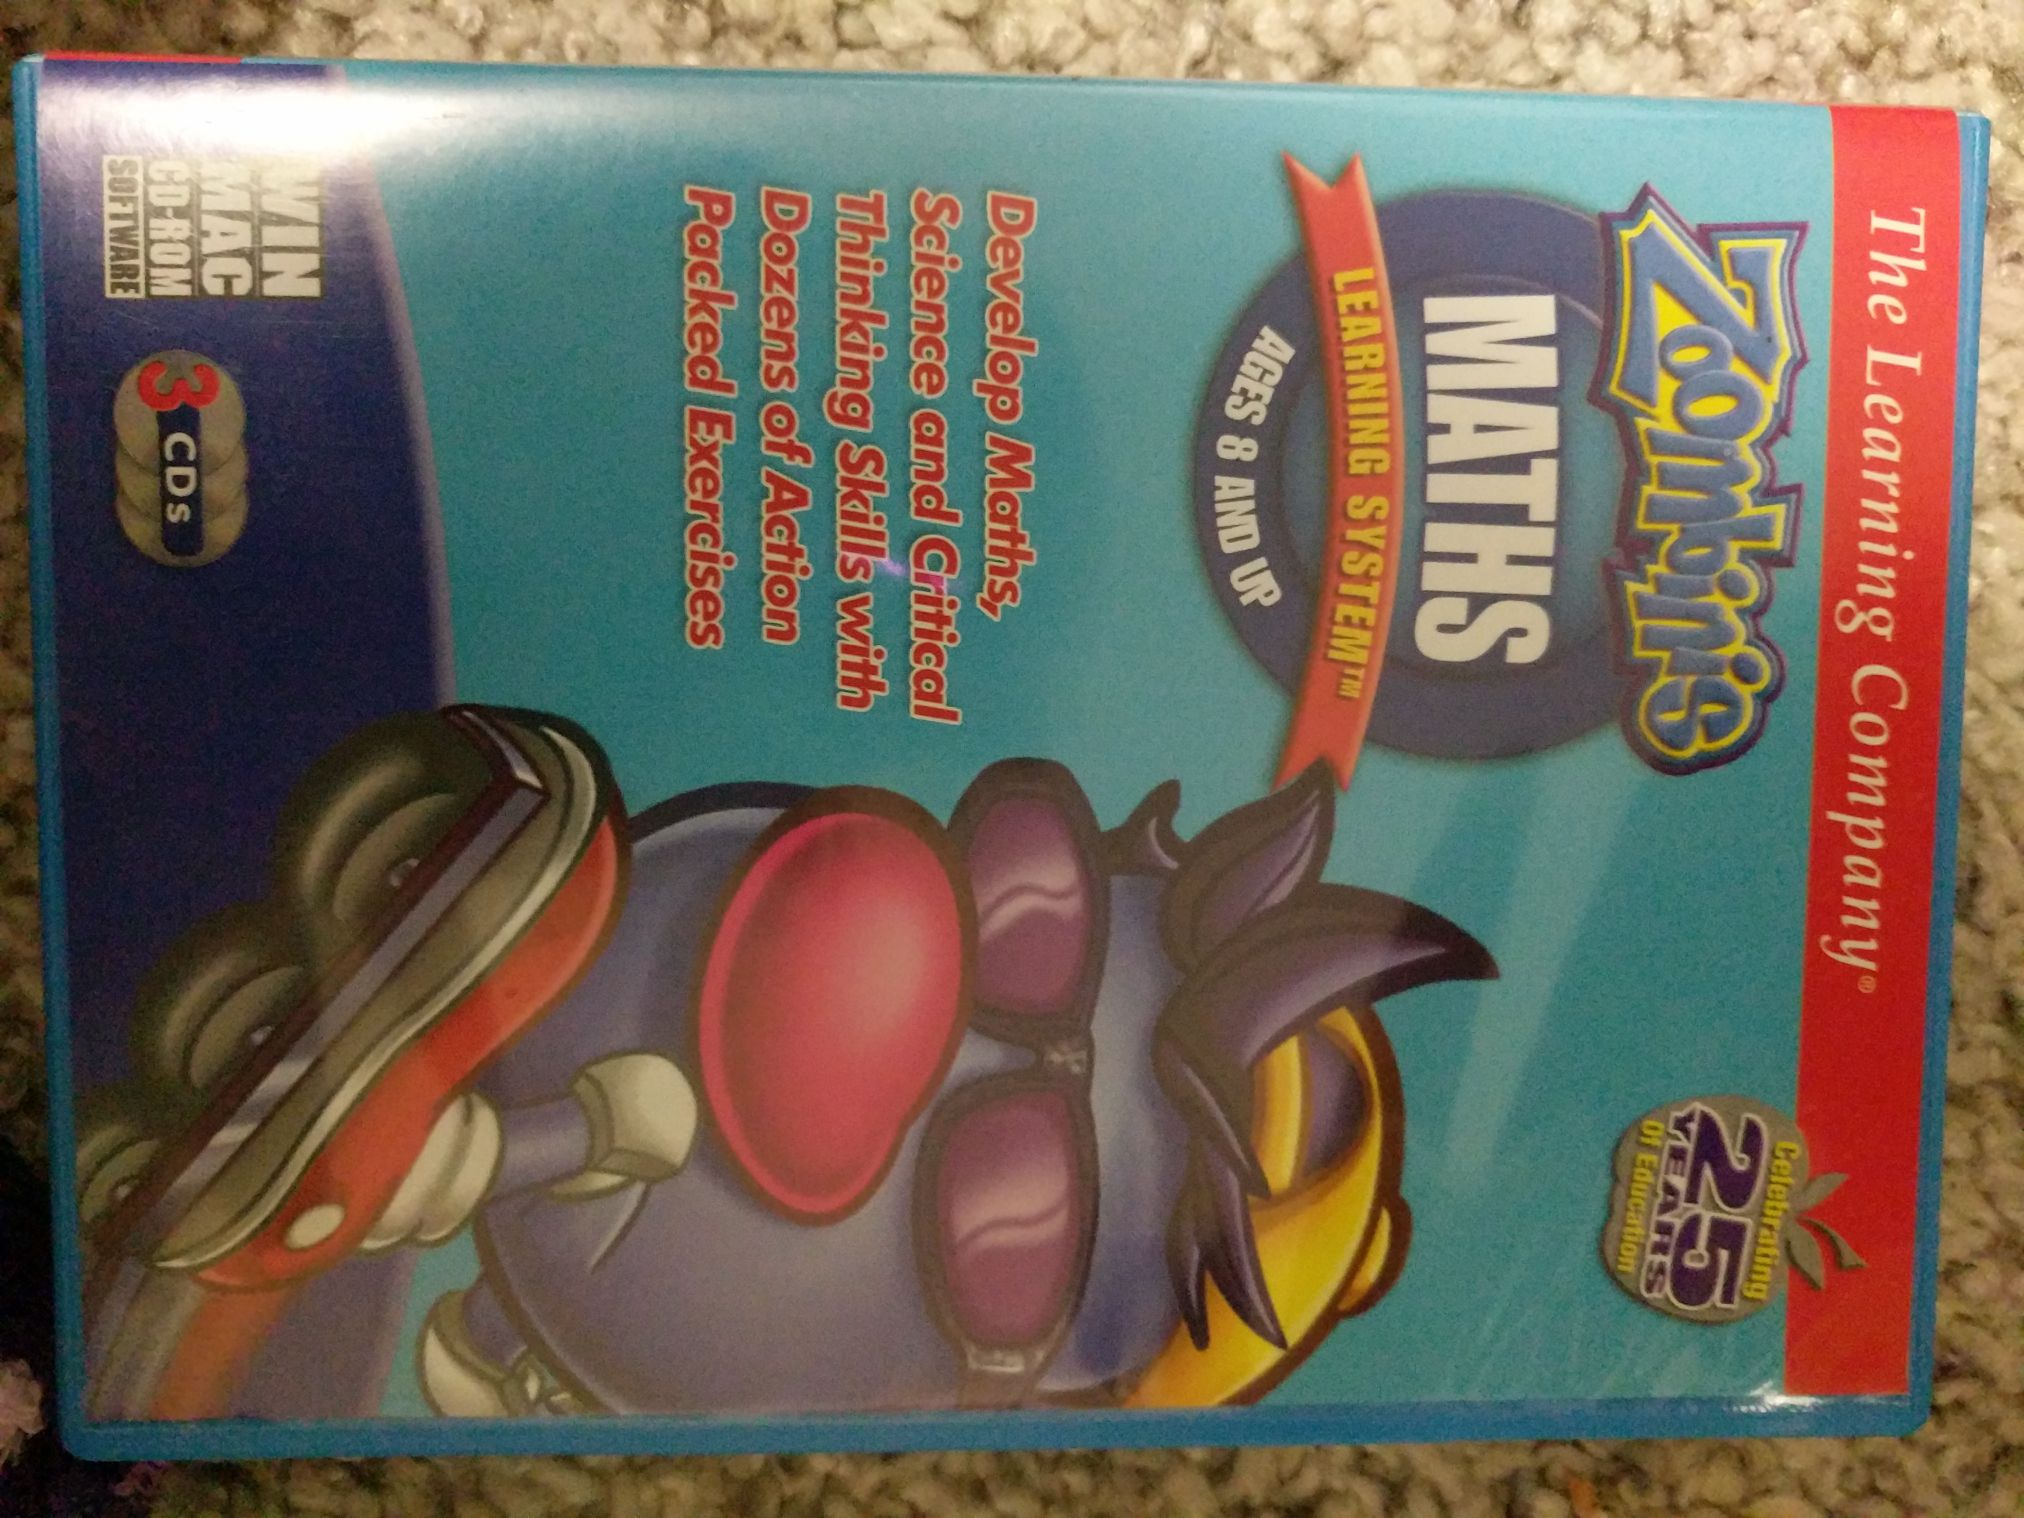 The Learning Company®
Zoombinis
MATHS
LEARNING SYSTEM™
AGES 8 AND UP
Celebrating
25
YEARS
Of Education
Develop Maths,
Science and Critical
Thinking Skills with
Dozens of Action
Packed Exercises
WIN
MAC
CD-ROM
SOFTWARE
3 CDs